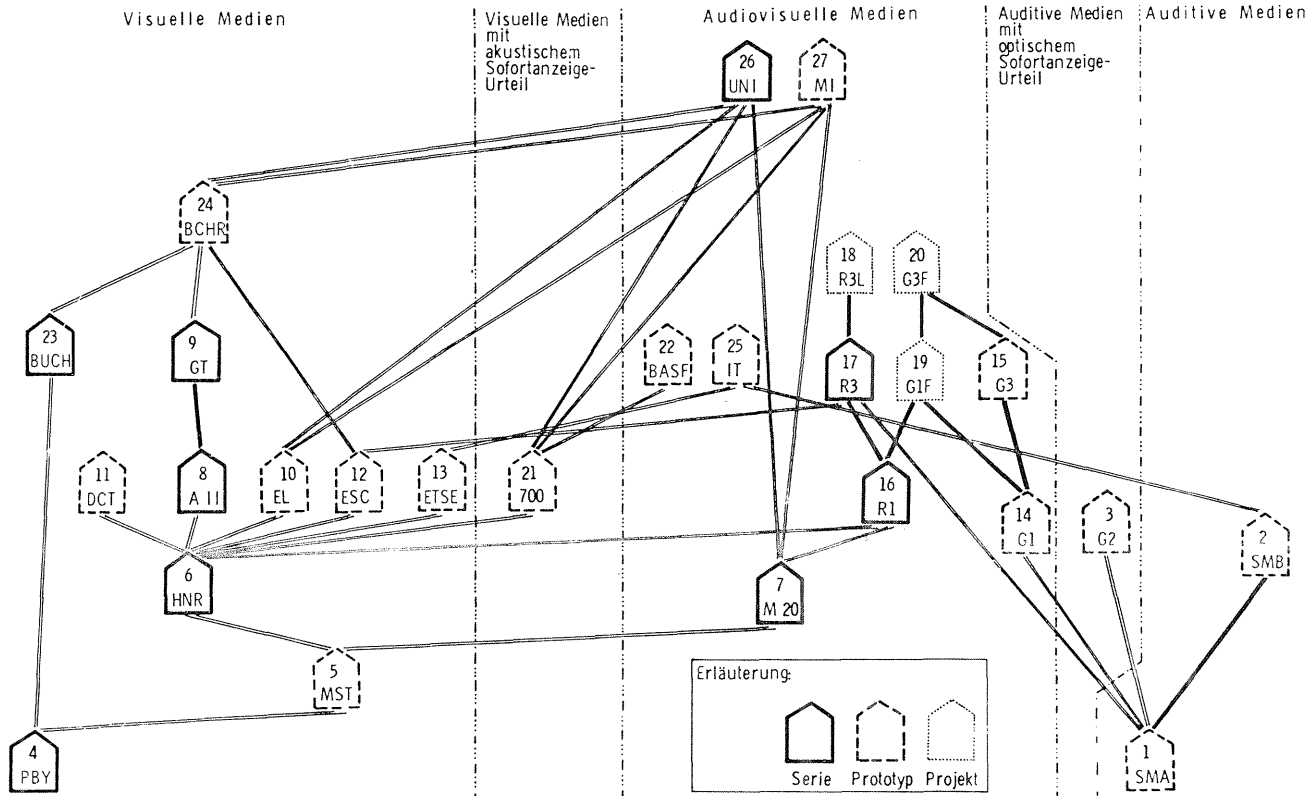 Visuelle Medien
Visuelle Medien
mit
akustischem
Sofortanzeige-
Urteil
Audiovisuelle Medien
Auditive Medien
mit
optischem
Sofortanzeige-
Urteil
Auditive Medien
26
UNI
27
MI
24
BCHR
18
R3L
20
G3F
23
BUCH
9
GT
22
BASF
25
IT
17
R3
19
G1F
15
G3
11
DCT
8
A II
10
EL
12
ESC
13
ETSE
21
700
16
R1
14
G1
3
G2
2
SMB
6
HNR
7
M 20
5
MST
4
PBY
1
SMA
Erläuterung:
Serie Prototyp Projekt